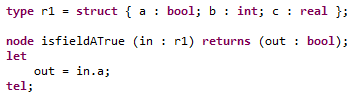 type r1 = struct { a : bool; b : int; c : real };
node isfieldATrue (in : r1) returns (out : bool);
let
out = in.a;
tel;